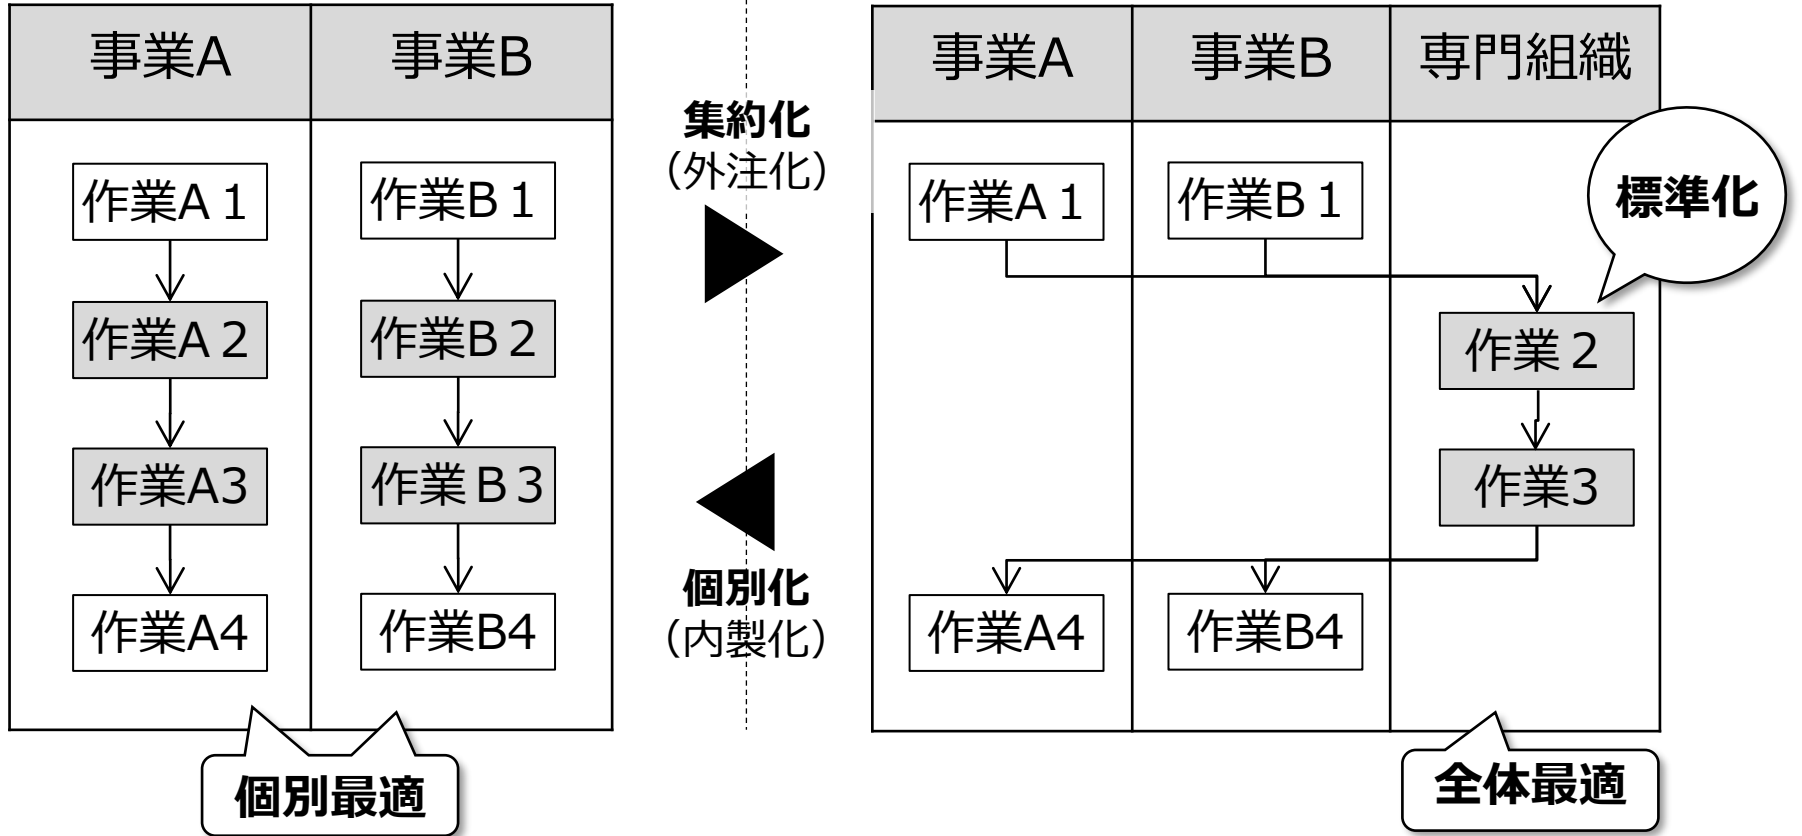 事業A
事業B
作業A１
作業B１
作業A２
作業B２
作業A3
作業Ｂ3
作業A4
作業B4
個別最適
集約化
（外注化）
個別化
（内製化）
事業A
事業B
専門組織
標準化
作業A１
作業B１
作業２
作業3
作業A4
作業B4
全体最適